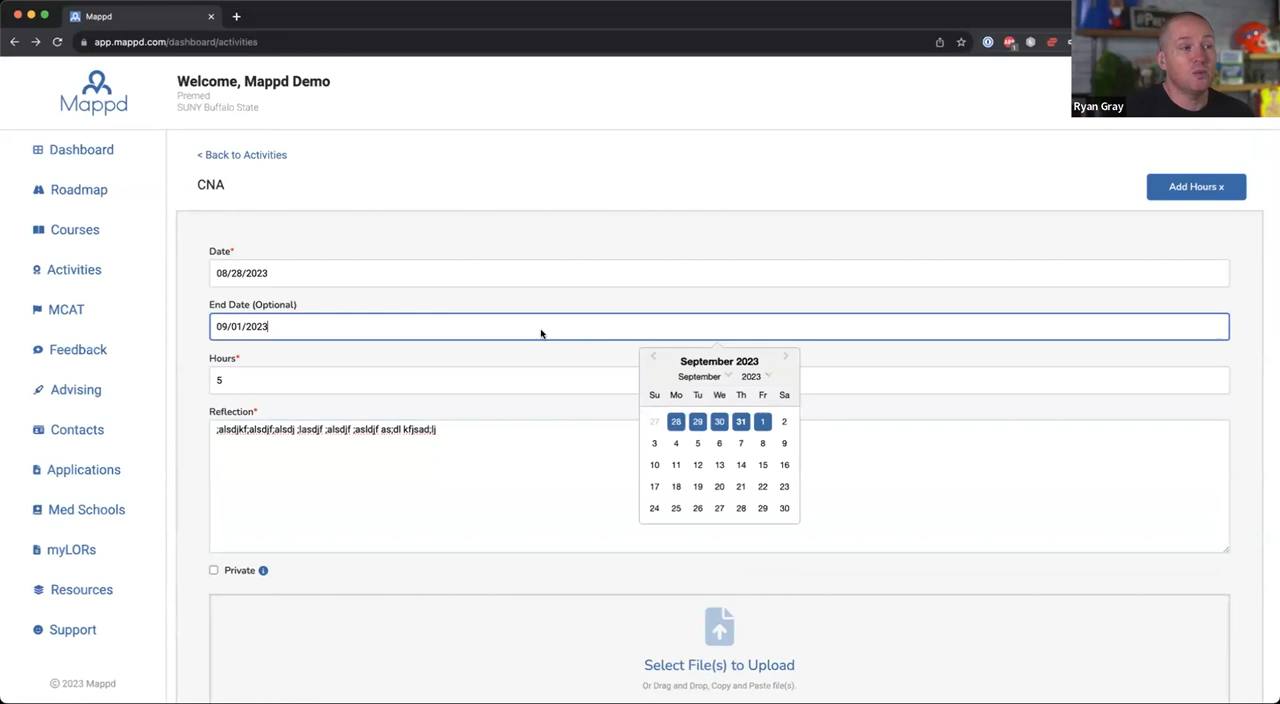 Mappd
app.mappd.com/dashboard/activities
Ryan Gray
Mappd
Welcome, Mappd Demo
Premed
SUNY Buffalo State
Dashboard
Roadmap
Courses
Activities
MCAT
Feedback
Advising
Contacts
Applications
Med Schools
myLORs
Resources
Support
© 2023 Mappd
< Back to Activities
CNA
Add Hours x
Date*
08/28/2023
End Date (Optional)
09/01/2023
September 2023
September 2023
Su Mo Tu We Th Fr Sa
27 28 29 30 31 1 2
3 4 5 6 7 8 9
10 11 12 13 14 15 16
17 18 19 20 21 22 23
24 25 26 27 28 29 30
Hours*
5
Reflection*
;alsdjkf;alsdjf;alsdj ;lasdjf ;alsdjf ;asldjf as;dl kfjsad;lj
Private
Select File(s) to Upload
Or Drag and Drop, Copy and Paste file(s).